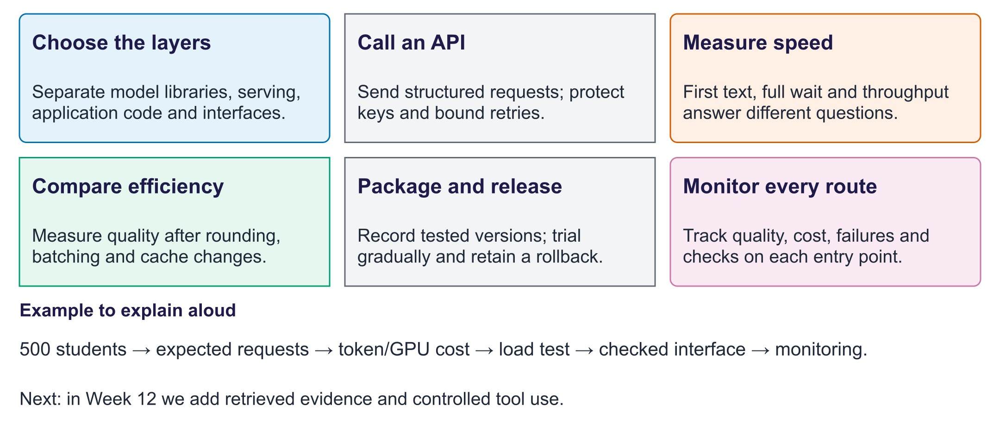 Choose the layers
Separate model libraries, serving,
application code and interfaces.
Call an API
Send structured requests; protect
keys and bound retries.
Measure speed
First text, full wait and throughput
answer different questions.
Compare efficiency
Measure quality after rounding,
batching and cache changes.
Package and release
Record tested versions; trial
gradually and retain a rollback.
Monitor every route
Track quality, cost, failures and
checks on each entry point.
Example to explain aloud
500 students → expected requests → token/GPU cost → load test → checked interface → monitoring.
Next: in Week 12 we add retrieved evidence and controlled tool use.